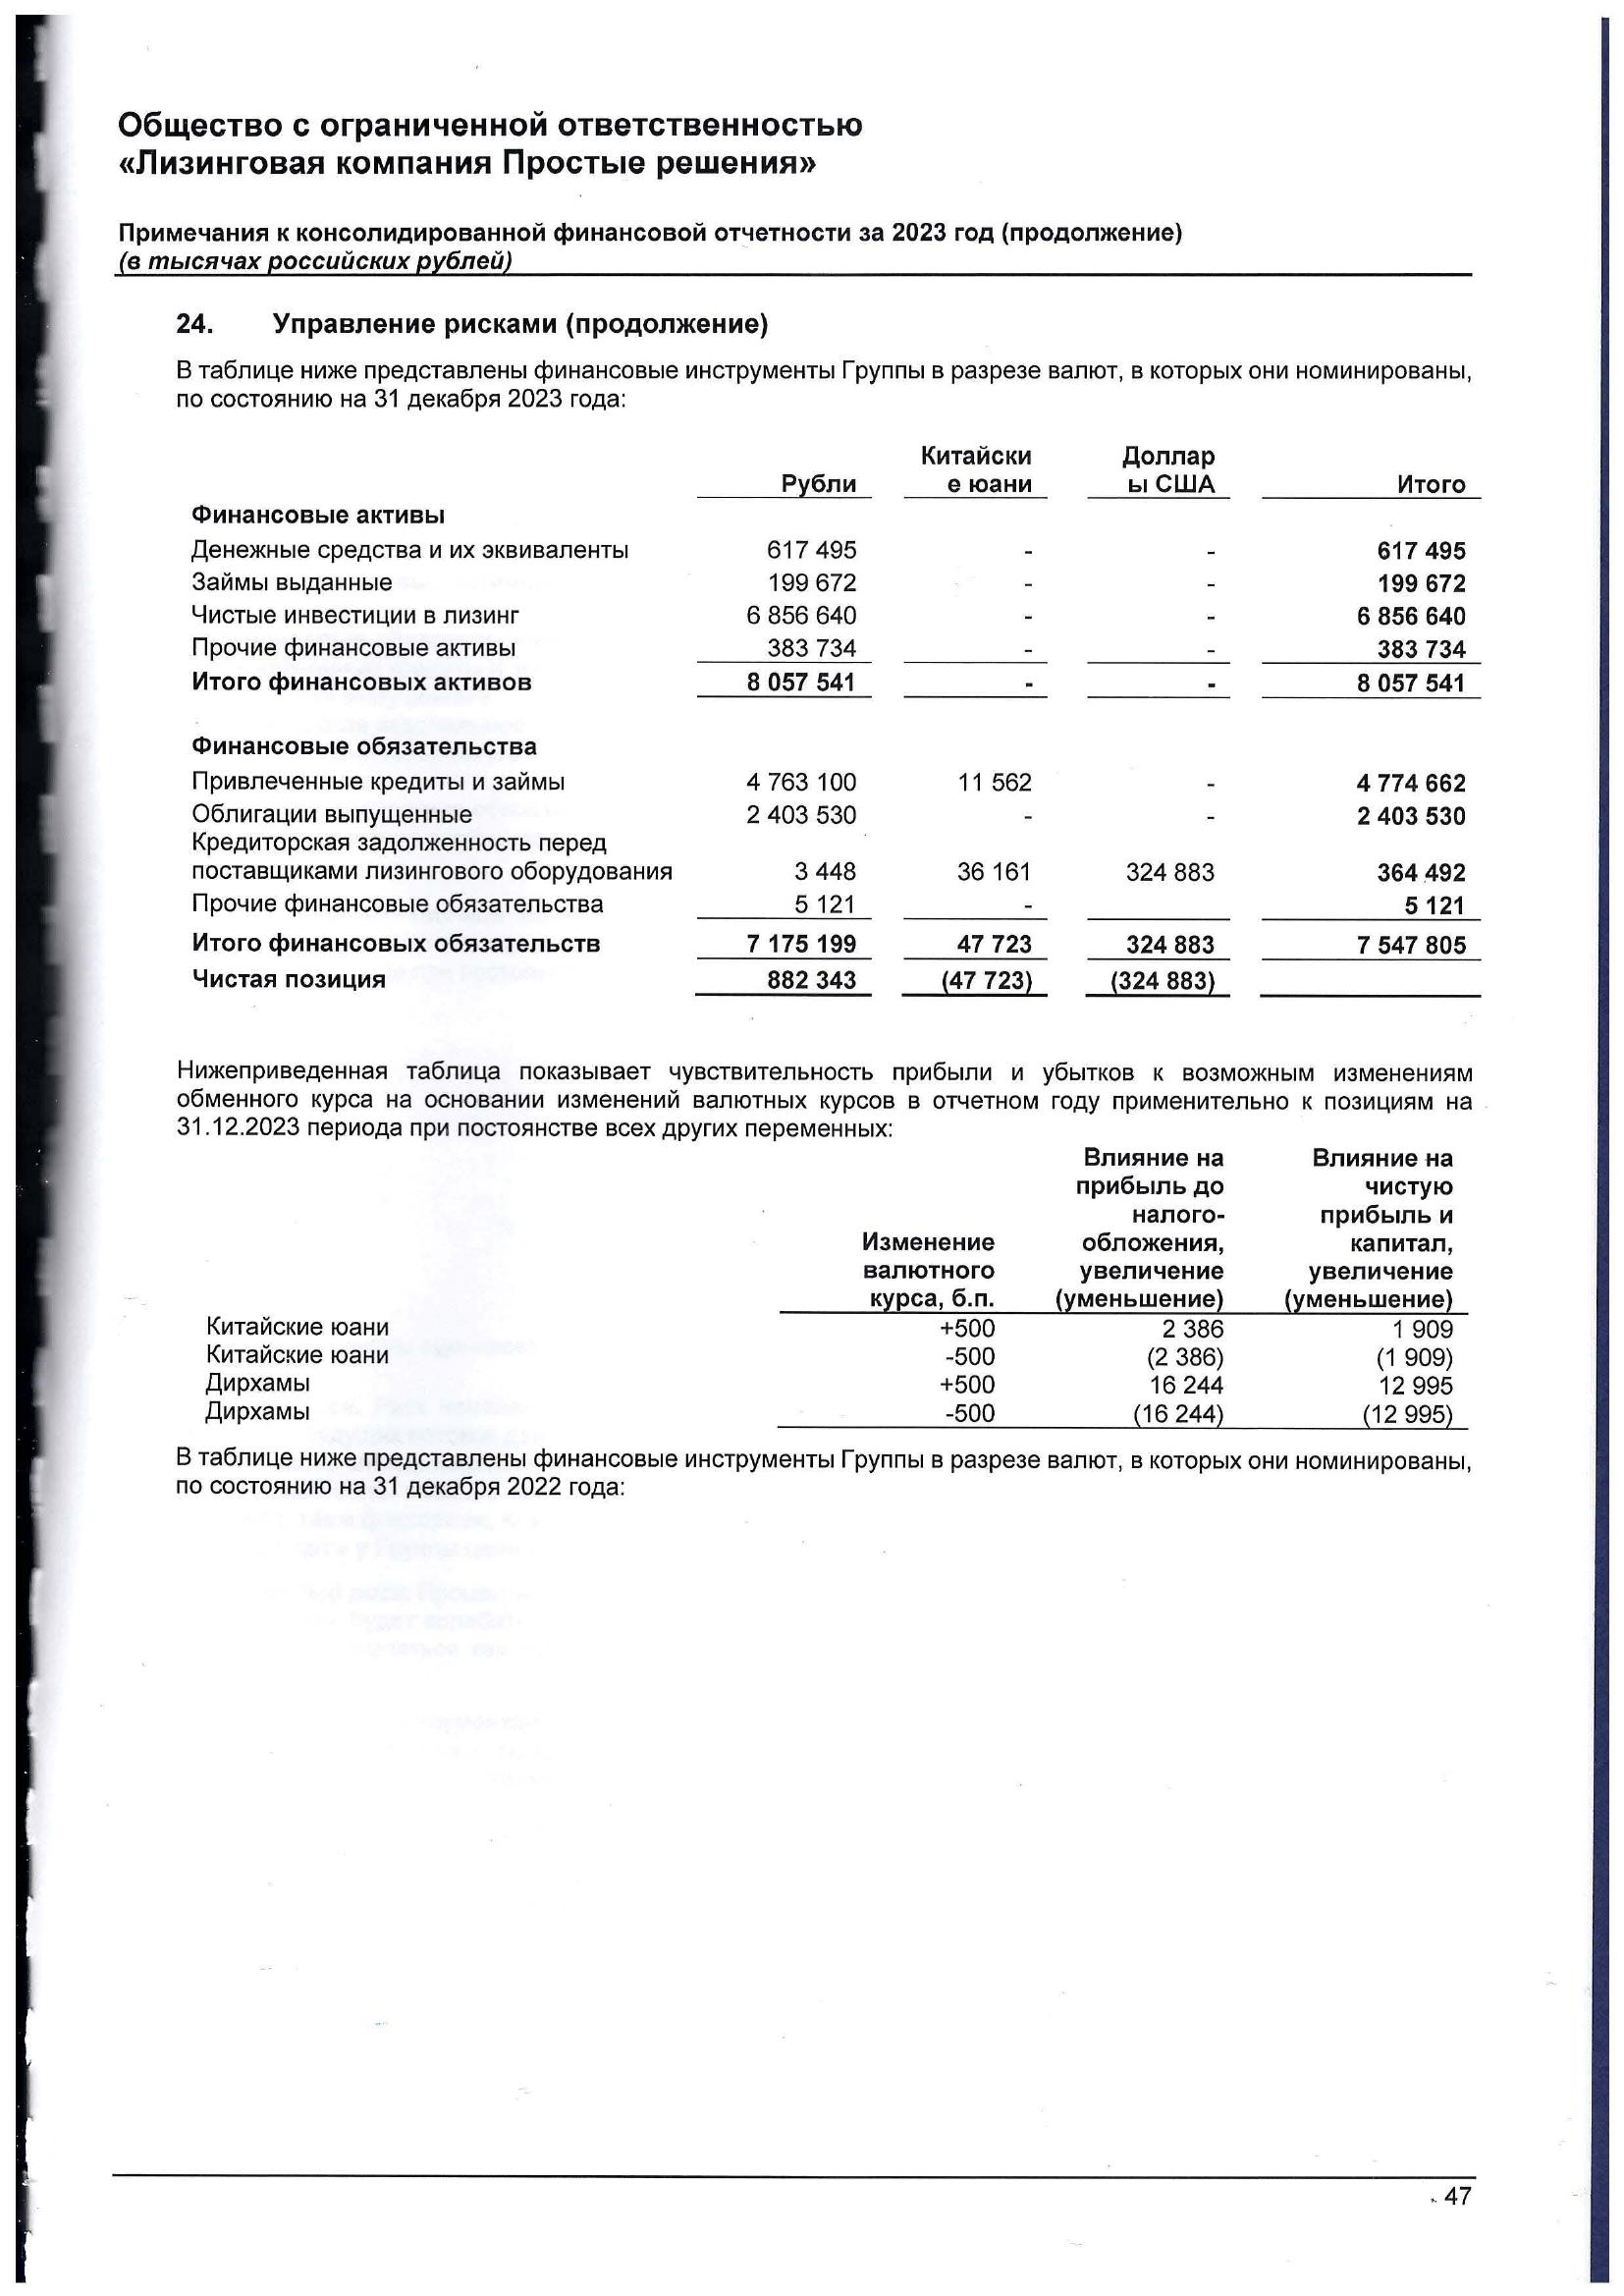 Общество с ограниченной ответственностью
«Лизинговая компания Простые решения»
Примечания к консолидированной финансовой отчетности за 2023 год (продолжение)
(в тысячах российских рублей)
24. Управление рисками (продолжение)
В таблице ниже представлены финансовые инструменты Группы в разрезе валют, в которых они номинированы,
по состоянию на 31 декабря 2023 года:
Китайски Доллар
Рубли е юани ы США Итого
Финансовые активы
Денежные средства и их эквиваленты 617 495 - - 617 495
Займы выданные 199 672 - - 199 672
Чистые инвестиции в лизинг 6 856 640 - - 6 856 640
Прочие финансовые активы 383 734 - - 383 734
Итого финансовых активов 8 057 541 - - 8 057 541
Финансовые обязательства
Привлеченные кредиты и займы 4 763 100 11 562 - 4 774 662
Облигации выпущенные 2 403 530 - - 2 403 530
Кредиторская задолженность перед
поставщиками лизингового оборудования 3 448 36 161 324 883 364 492
Прочие финансовые обязательства 5 121 - 5 121
Итого финансовых обязательств 7 175 199 47 723 324 883 7 547 805
Чистая позиция 882 343 (47 723) (324 883)
Нижеприведенная таблица показывает чувствительность прибыли и убытков к возможным изменениям
обменного курса на основании изменений валютных курсов в отчетном году применительно к позициям на
31.12.2023 периода при постоянстве всех других переменных:
Влияние на Влияние на
прибыль до чистую
налого- прибыль и
Изменение обложения, капитал,
валютного увеличение увеличение
курса, б.п. (уменьшение) (уменьшение)
Китайские юани +500 2 386 1 909
Китайские юани -500 (2 386) (1 909)
Дирхамы +500 16 244 12 995
Дирхамы -500 (16 244) (12 995)
В таблице ниже представлены финансовые инструменты Группы в разрезе валют, в которых они номинированы,
по состоянию на 31 декабря 2022 года:
47